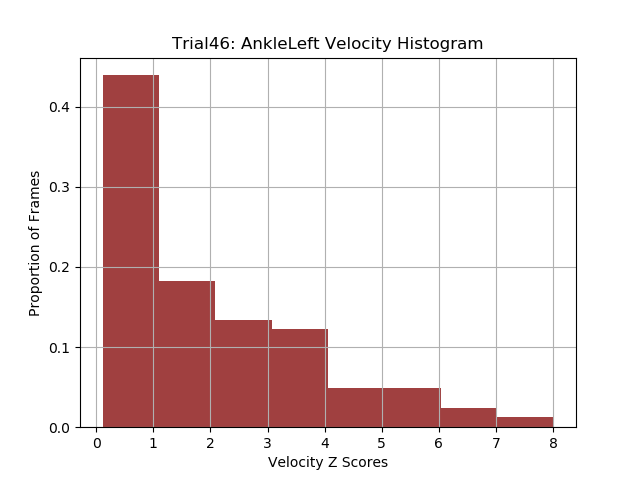 Trial46: AnkleLeft Velocity Histogram
0.4
0.3
0.2
0.1
0.0
Proportion of Frames
0 1 2 3 4 5 6 7 8
Velocity Z Scores